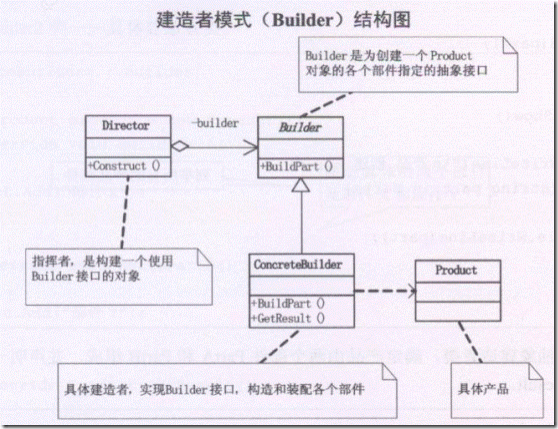 建造者模式（Builder）结构图
Builder是为创建一个Product
对象的各个部件指定的抽象接口
Director
-builder
Builder
+Construct ()
+BuildPart ()
指挥者，是构建一个使用
Builder接口的对象
ConcreteBuilder
Product
+BuildPart ()
+GetResult ()
具体建造者，实现Builder接口，构造和装配各个部件
具体产品